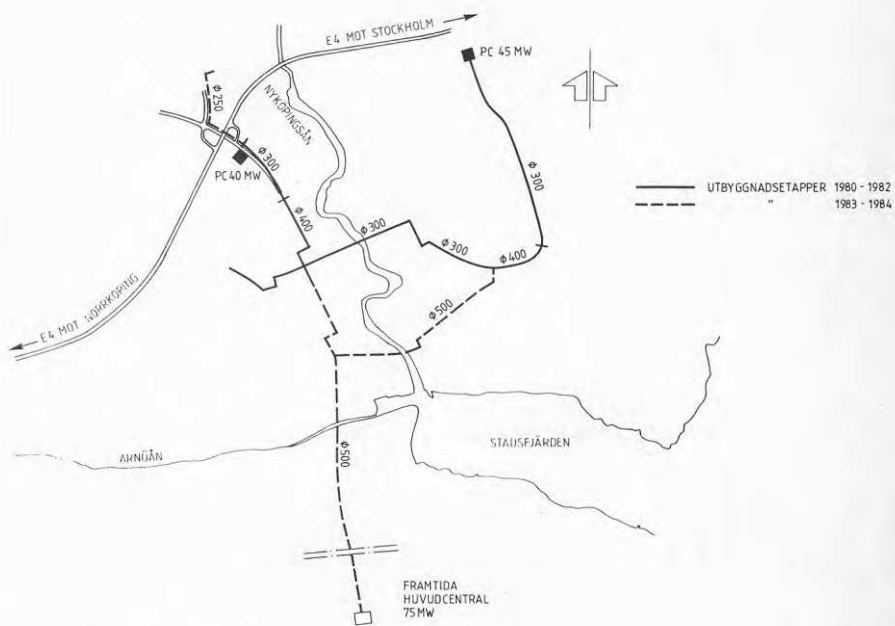 E4 MOT STOCKHOLM
PC 45 MW
NYKÖPINGSÅN
ø 250
ø 300
PC 40 MW
ø 400
ø 300
ø 300
ø 300
ø 400
UTBYGGNADSETAPPER 1980 - 1982
" 1983 - 1984
ø 500
E4 MOT NORRKÖPING
STADSFJÄRDEN
ARNÖÅN
ø 500
FRAMTIDA
HUVUDCENTRAL
75 MW